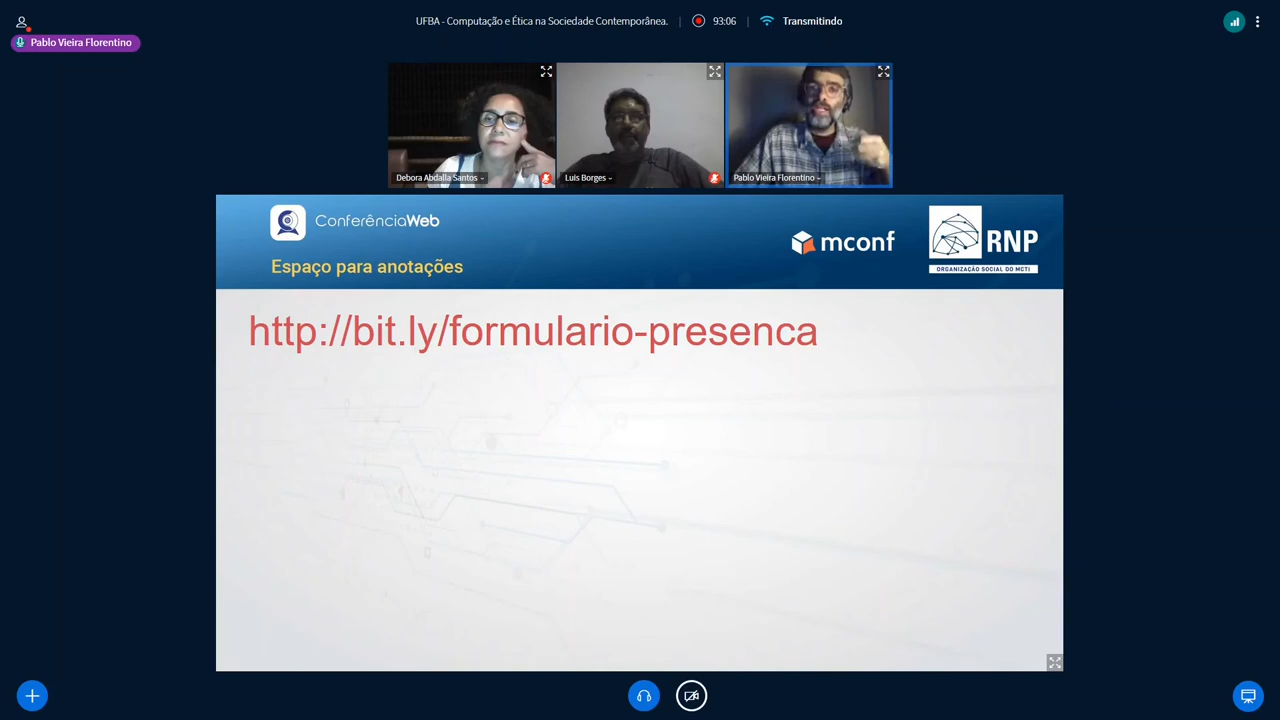 UFBA - Computação e Ética na Sociedade Contemporânea.
93:06
Transmitindo
Pablo Vieira Florentino
Debora Abdalla Santos
Luis Borges
Pablo Vieira Florentino
ConferênciaWeb
Espaço para anotações
mconf
RNP
ORGANIZAÇÃO SOCIAL DO MCTI
http://bit.ly/formulario-presenca